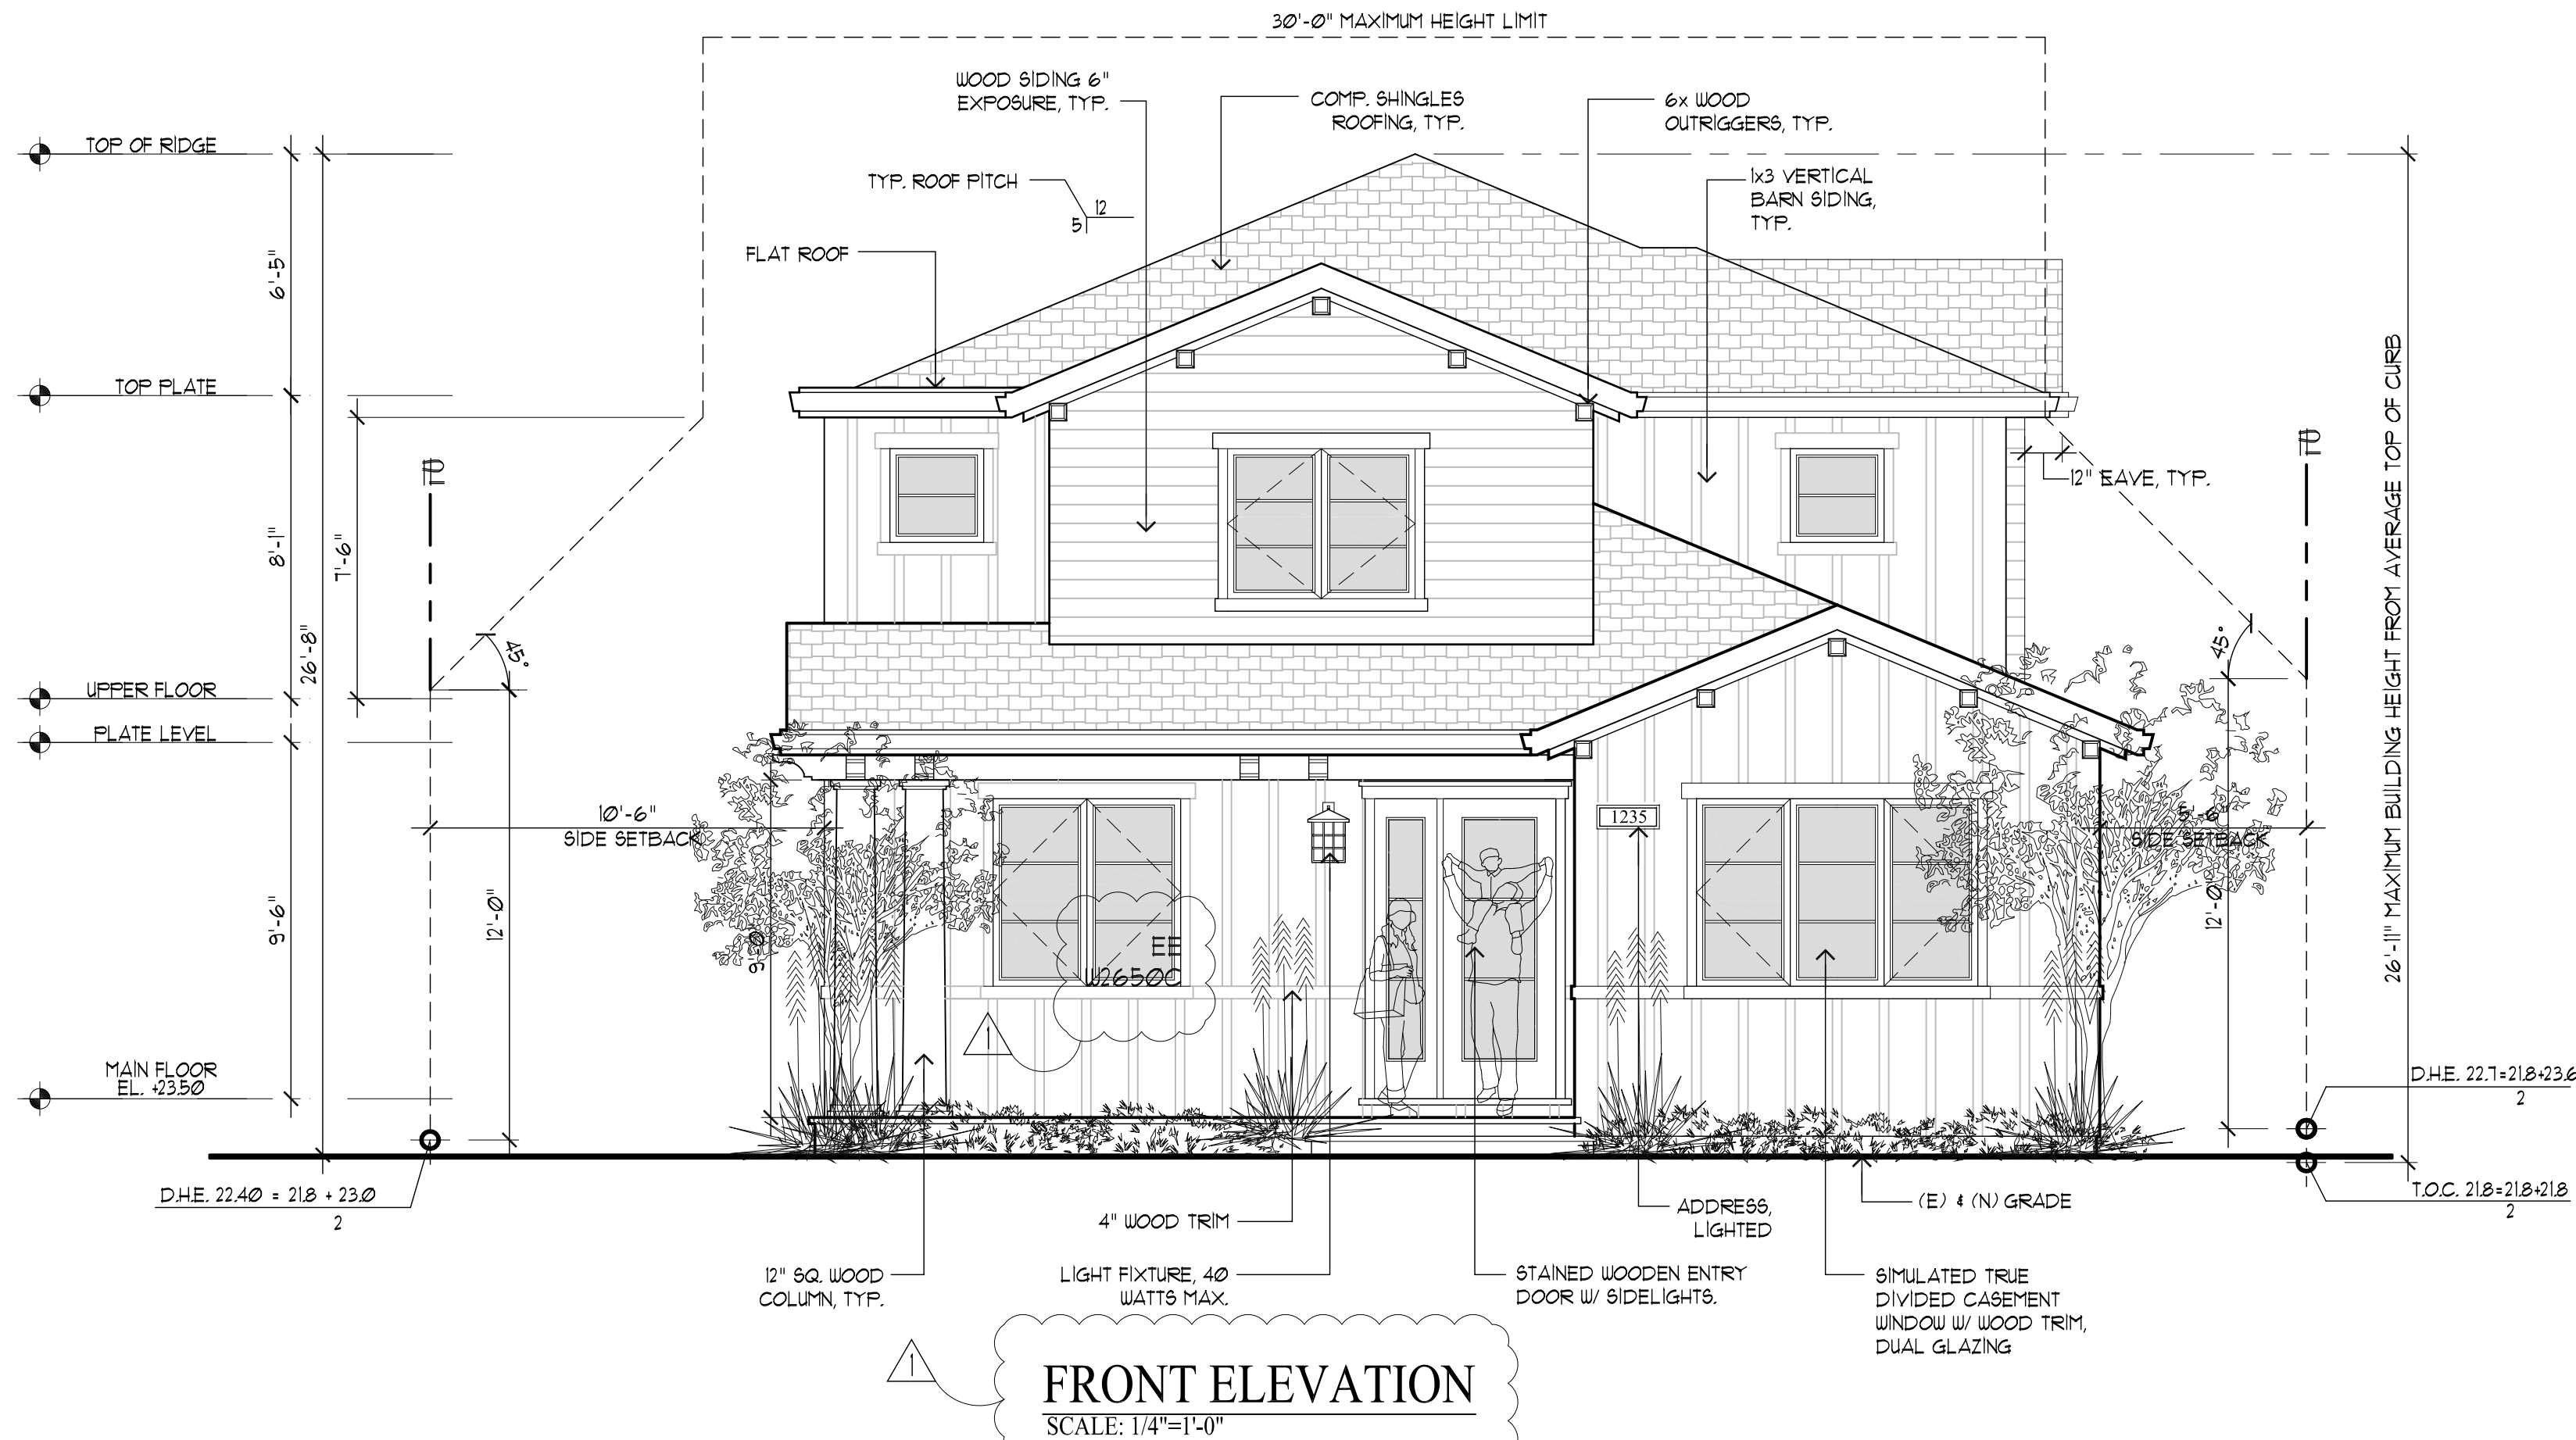 30'-0" MAXIMUM HEIGHT LIMIT
WOOD SIDING 6"
EXPOSURE, TYP.
COMP. SHINGLES
ROOFING, TYP.
6x WOOD
OUTRIGGERS, TYP.
TOP OF RIDGE
TYP. ROOF PITCH
12
5
1x3 VERTICAL
BARN SIDING,
TYP.
FLAT ROOF
6'-5"
TOP PLATE
26'-11" MAXIMUM BUILDING HEIGHT FROM AVERAGE TOP OF CURB
12" EAVE, TYP.
8'-1"
7'-6"
26'-8"
45°
45°
UPPER FLOOR
PLATE LEVEL
10'-6"
SIDE SETBACK
1235
5'-6"
SIDE SETBACK
9'-6"
12'-0"
9'-0"
12'-0"
EE
W2650C
1
MAIN FLOOR
EL. +23.50
D.H.E. 22.7=21.8+23.6
2
D.H.E. 22.40 = 21.8 + 23.0
2
T.O.C. 21.8=21.8+21.8
2
4" WOOD TRIM
ADDRESS,
LIGHTED
(E) & (N) GRADE
12" SQ. WOOD
COLUMN, TYP.
LIGHT FIXTURE, 40
WATTS MAX.
STAINED WOODEN ENTRY
DOOR W/ SIDELIGHTS.
SIMULATED TRUE
DIVIDED CASEMENT
WINDOW W/ WOOD TRIM,
DUAL GLAZING
1
FRONT ELEVATION
SCALE: 1/4"=1'-0"